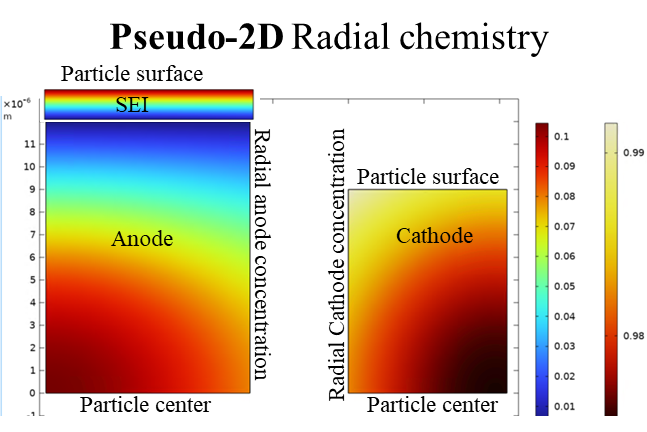 Pseudo-2D Radial chemistry
Particle surface
×10⁻⁶
m
SEI
11
10
9
8
7
6
5
4
3
2
1
0
-1
Anode
Radial anode concentration
Particle center
Radial Cathode concentration
Particle surface
Cathode
Particle center
0.1
0.09
0.08
0.07
0.06
0.05
0.04
0.03
0.02
0.01
0.99
0.98